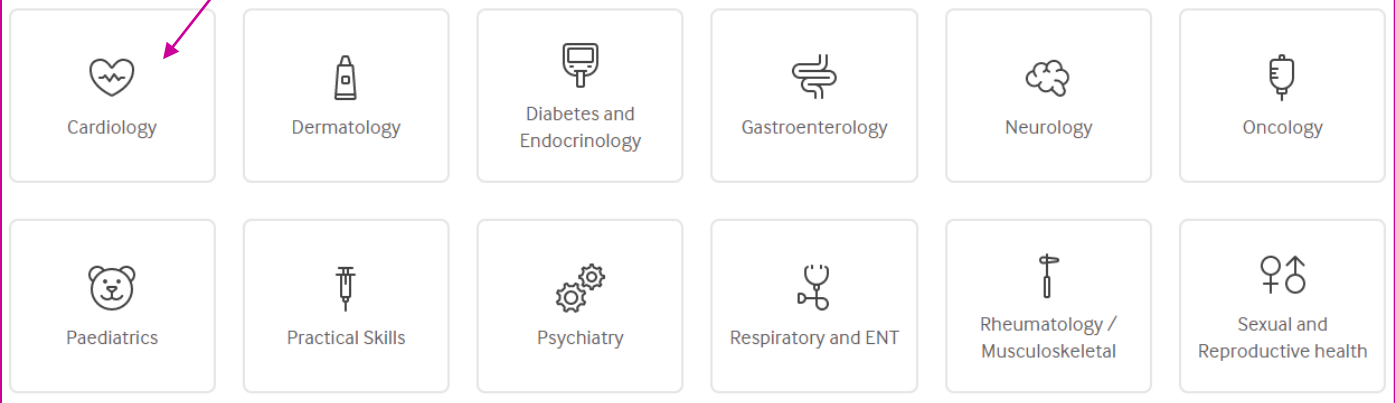 Cardiology
Dermatology
Diabetes and
Endocrinology
Gastroenterology
Neurology
Oncology
Paediatrics
Practical Skills
Psychiatry
Respiratory and ENT
Rheumatology /
Musculoskeletal
Sexual and
Reproductive health